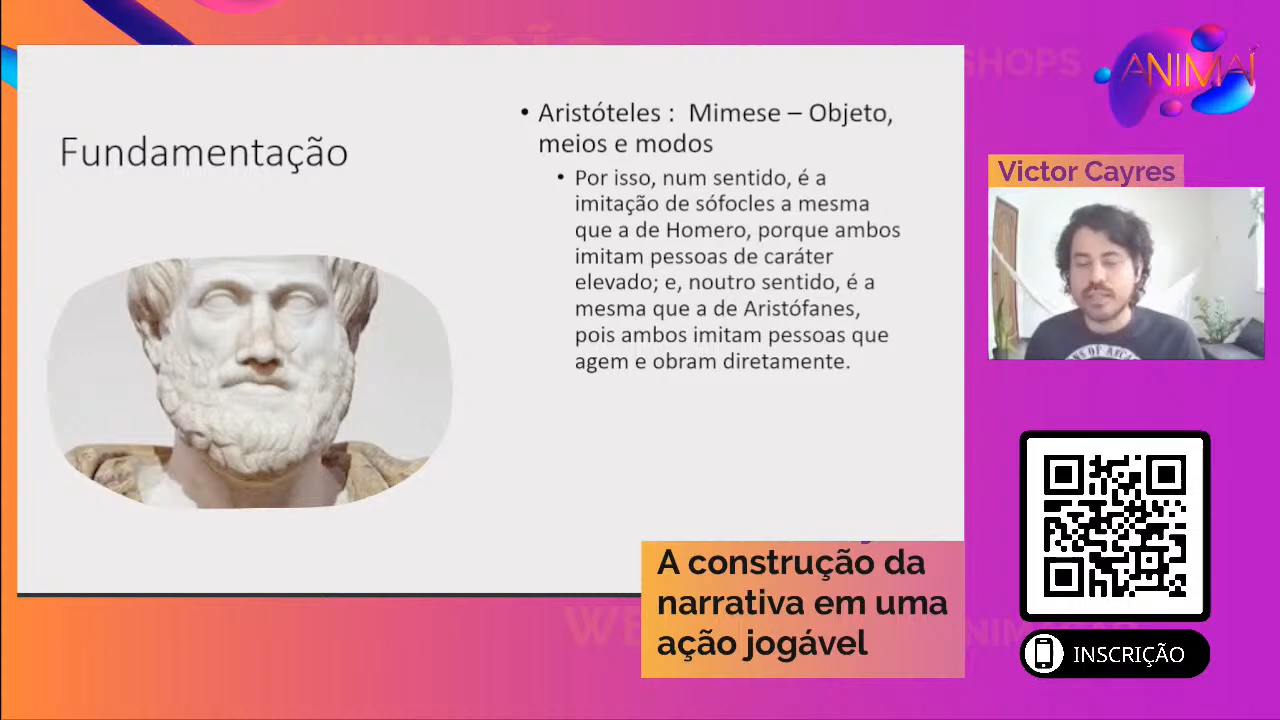 Fundamentação
• Aristóteles : Mimese – Objeto,
meios e modos
• Por isso, num sentido, é a
imitação de sófocles a mesma
que a de Homero, porque ambos
imitam pessoas de caráter
elevado; e, noutro sentido, é a
mesma que a de Aristófanes,
pois ambos imitam pessoas que
agem e obram diretamente.
A construção da
narrativa em uma
ação jogável
SHOPS
ANIMAÍ
Victor Cayres
INSCRIÇÃO